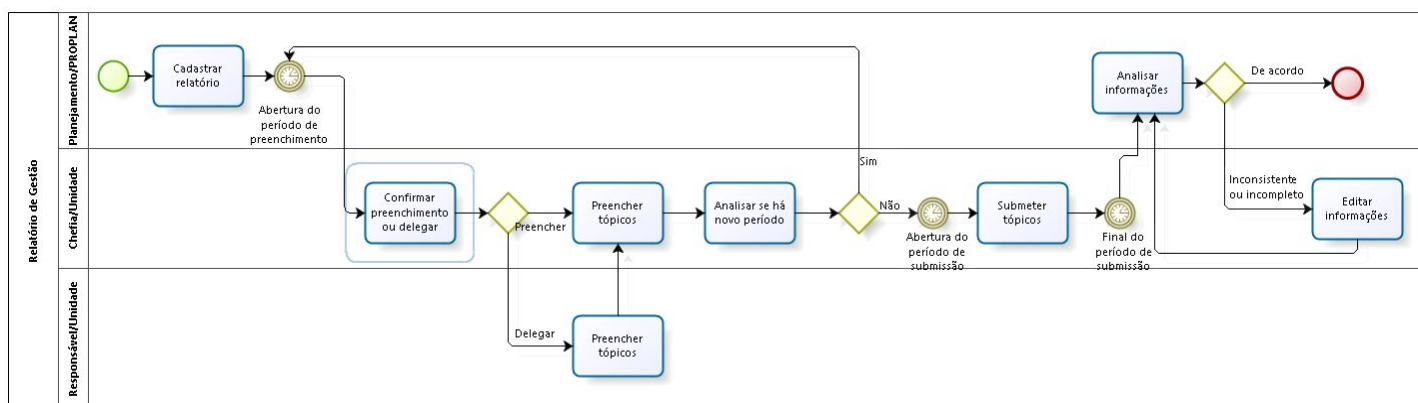 Relatório de Gestão
Planejamento/PROPLAN
Cadastrar
relatório
Abertura do
período de
preenchimento
Analisar
informações
De acordo
Chefia/Unidade
Confirmar
preenchimento
ou delegar
Preencher
Preencher
tópicos
Analisar se há
novo período
Sim
Não
Abertura do
período de
submissão
Submeter
tópicos
Final do
período de
submissão
Inconsistente
ou incompleto
Editar
informações
Responsável/Unidade
Delegar
Preencher
tópicos